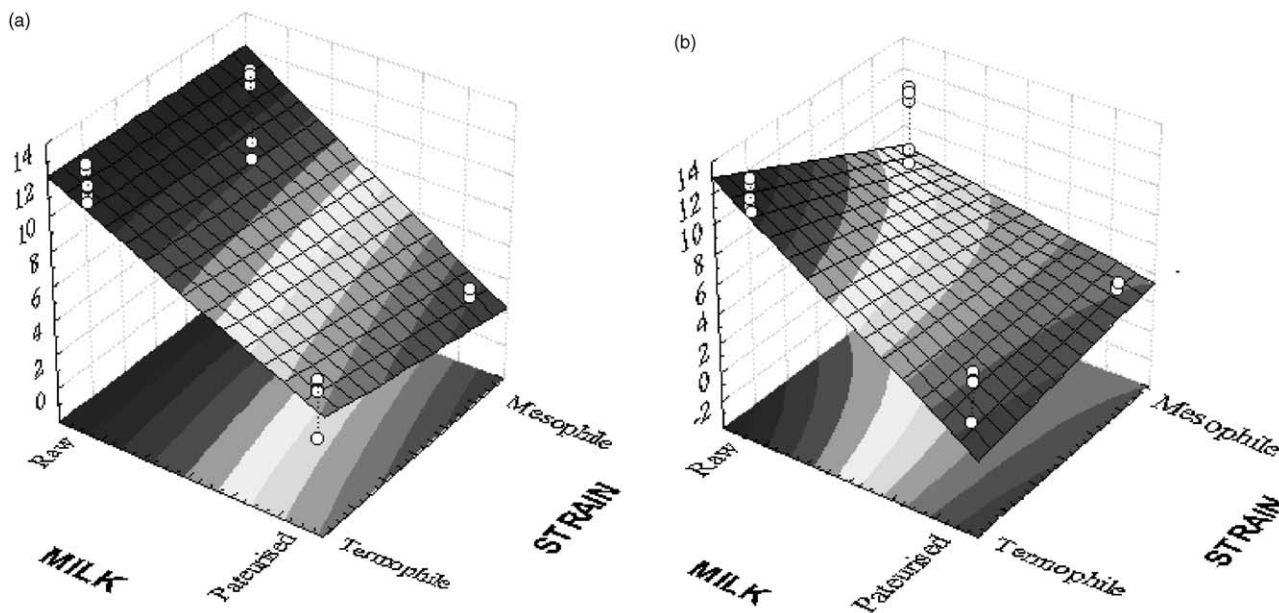 (a)
14
12
10
8
6
4
2
0
Raw
Pateurised
MILK
Termophile
Mesophile
STRAIN
(b)
14
12
10
8
6
4
2
0
-2
Raw
Pateurised
MILK
Termophile
Mesophile
STRAIN